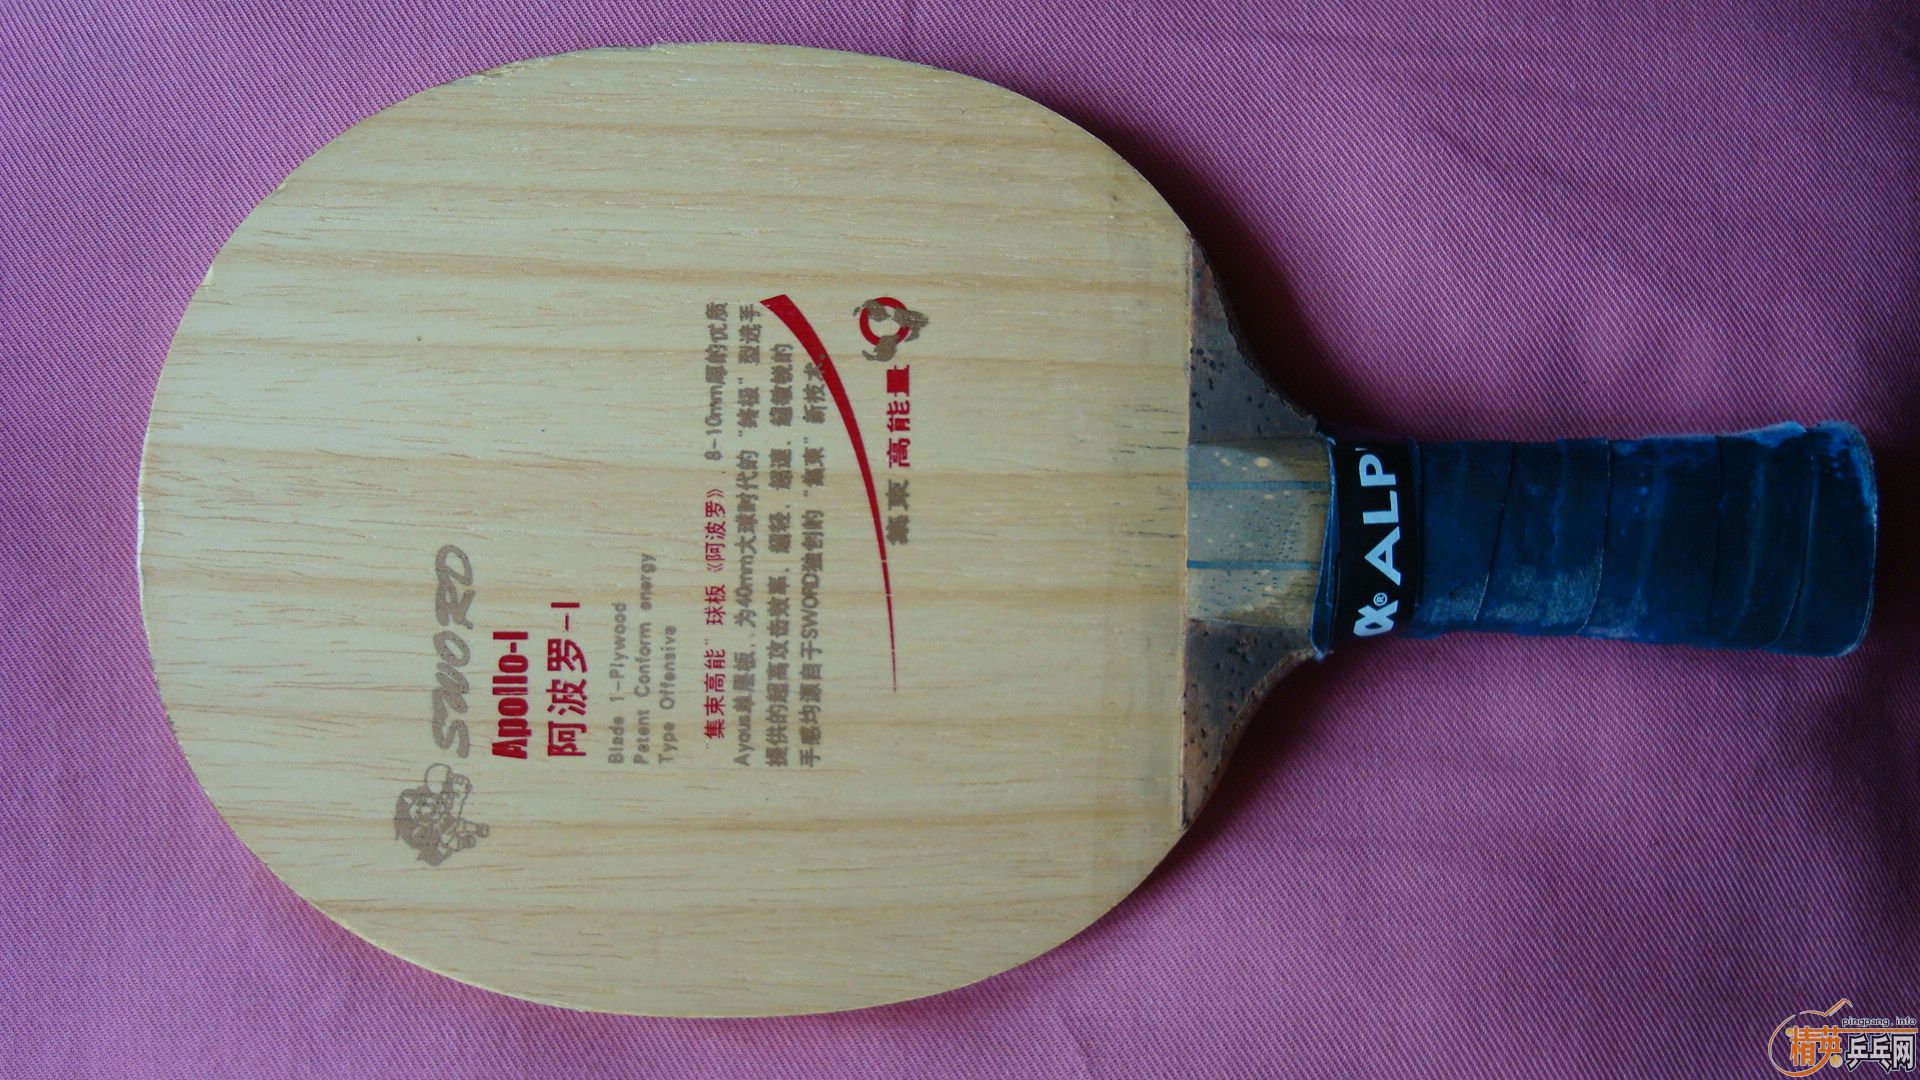 SWORD
Apollo-I
阿波罗-I
Blade 1-Plywood
Patent Conform energy
Type Offensive
"集束高能"球板《阿波罗》.8-10mm厚的优质
Ayous单层板,为40mm大球时代的"终极"型选手
提供的超高攻击效率,超轻、超速、超敏锐的
手感均源自于SWORD独创的"集束"新技术。
集束 高能量
α® ALP
pingpang.info
精英乒乓网